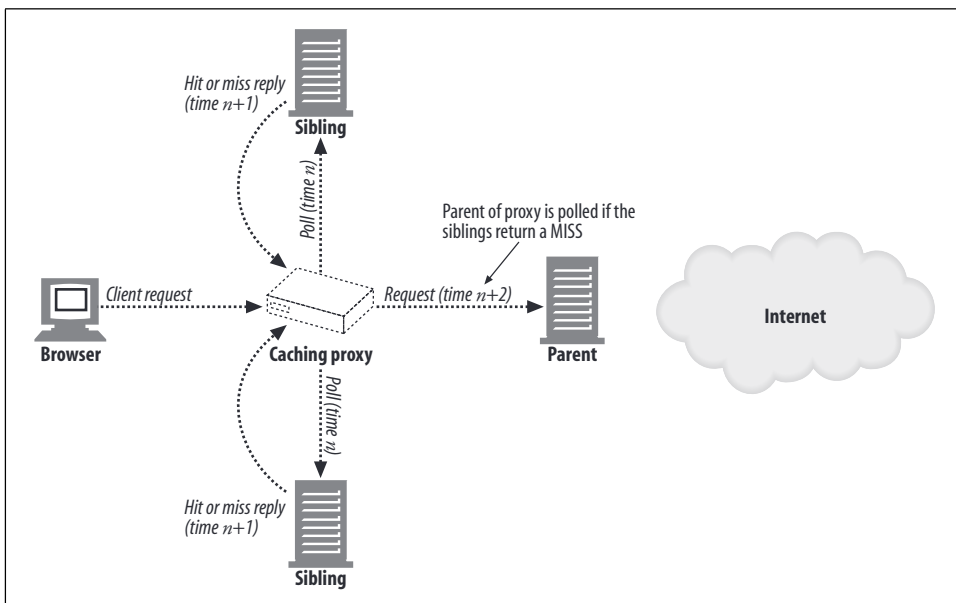 Hit or miss reply
(time n+1)
Sibling
Poll (time n)
Parent of proxy is polled if the
siblings return a MISS
Client request
Request (time n+2)
Internet
Browser
Caching proxy
Parent
Poll (time n)
Hit or miss reply
(time n+1)
Sibling